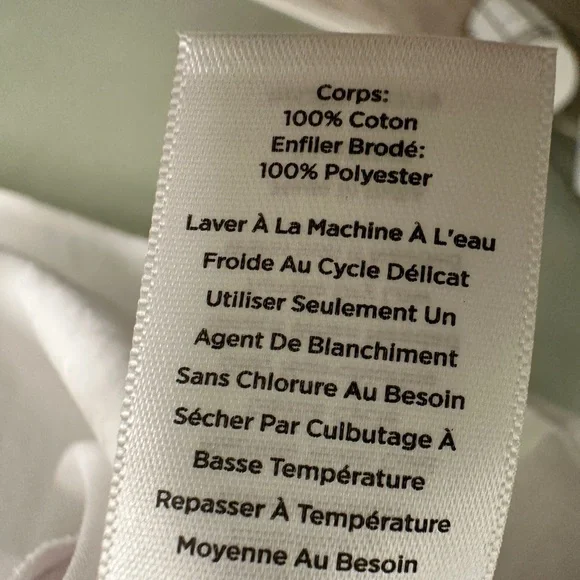 Corps:
100% Coton
Enfiler Brodé:
100% Polyester
Laver À La Machine À L'eau
Froide Au Cycle Délicat
Utiliser Seulement Un
Agent De Blanchiment
Sans Chlorure Au Besoin
Sécher Par Culbutage À
Basse Température
Repasser À Température
Moyenne Au Besoin